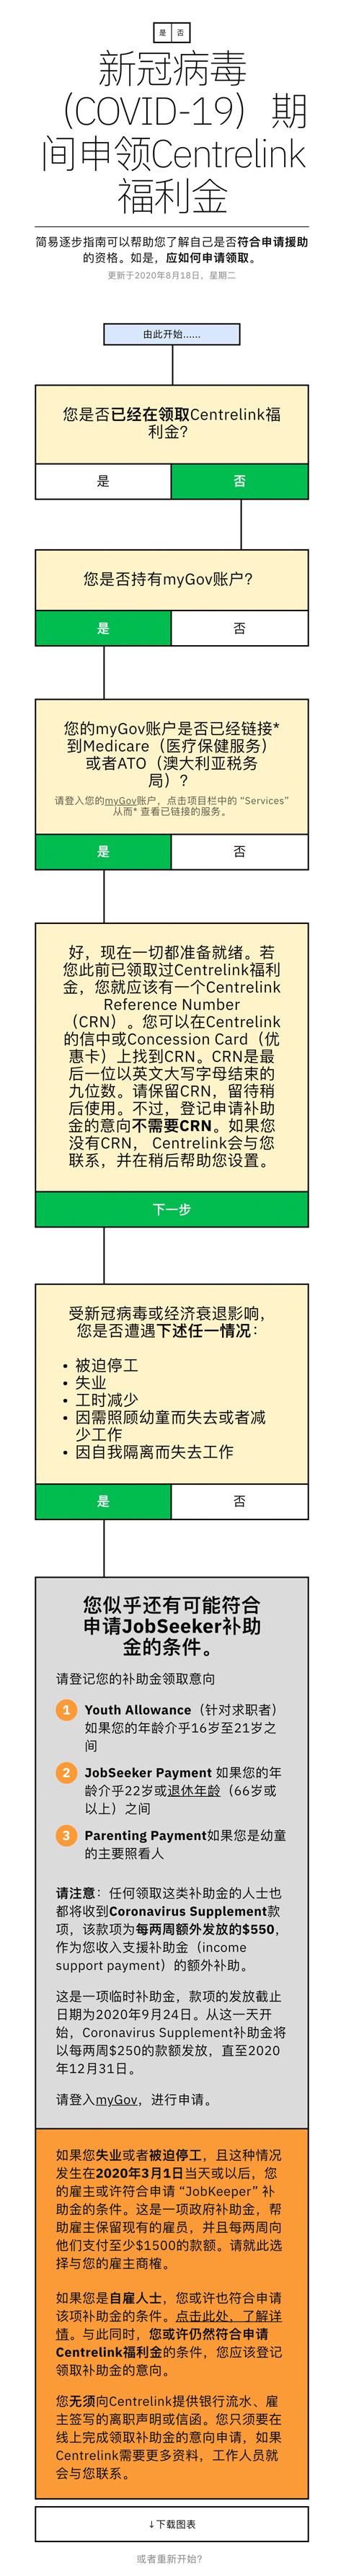 是 否
新冠病毒
（COVID-19）期
间申领Centrelink
福利金
简易逐步指南可以帮助您了解自己是否符合申请援助
的资格。如是，应如何申请领取。
更新于2020年8月18日，星期二
由此开始……
您是否已经在领取Centrelink福
利金？
是 否
您是否持有myGov账户？
是 否
您的myGov账户是否已经链接*
到Medicare（医疗保健服务）
或者ATO（澳大利亚税务
局）？
请登入您的myGov账户，点击项目栏中的 “Services”
从而* 查看已链接的服务。
是 否
好，现在一切都准备就绪。若
您此前已领取过Centrelink福利
金，您就应该有一个Centrelink
Reference Number
（CRN）。您可以在Centrelink
的信中或Concession Card（优
惠卡）上找到CRN。CRN是最
后一位以英文大写字母结束的
九位数。请保留CRN，留待稍
后使用。不过，登记申请补助
金的意向不需要CRN。如果您
没有CRN， Centrelink会与您
联系，并在稍后帮助您设置。
下一步
受新冠病毒或经济衰退影响，
您是否遭遇下述任一情况：
• 被迫停工
• 失业
• 工时减少
• 因需照顾幼童而失去或者减
少工作
• 因自我隔离而失去工作
是 否
您似乎还有可能符合
申请JobSeeker补助
金的条件。
请登记您的补助金领取意向
1 Youth Allowance（针对求职者）
如果您的年龄介乎16岁至21岁之
间
2 JobSeeker Payment 如果您的年
龄介乎22岁或退休年龄（66岁或
以上）之间
3 Parenting Payment如果您是幼童
的主要照看人
请注意：任何领取这类补助金的人士也
都将收到Coronavirus Supplement款
项，该款项为每两周额外发放的$550，
作为您收入支援补助金（income
support payment）的额外补助。
这是一项临时补助金，款项的发放截止
日期为2020年9月24日。从这一天开
始，Coronavirus Supplement补助金将
以每两周$250的款额发放，直至2020
年12月31日。
请登入myGov，进行申请。
如果您失业或者被迫停工，且这种情况
发生在2020年3月1日当天或以后，您
的雇主或许符合申请 “JobKeeper” 补
助金的条件。这是一项政府补助金，帮
助雇主保留现有的雇员，并且每两周向
他们支付至少$1500的款额。请就此选
择与您的雇主商榷。
如果您是自雇人士，您或许也符合申请
该项补助金的条件。点击此处，了解详
情。与此同时，您或许仍然符合申请
Centrelink福利金的条件，您应该登记
领取补助金的意向。
您无须向Centrelink提供银行流水、雇
主签写的离职声明或信函。您只须要在
线上完成领取补助金的意向申请，如果
Centrelink需要更多资料，工作人员就
会与您联系。
↓下载图表
或者重新开始？